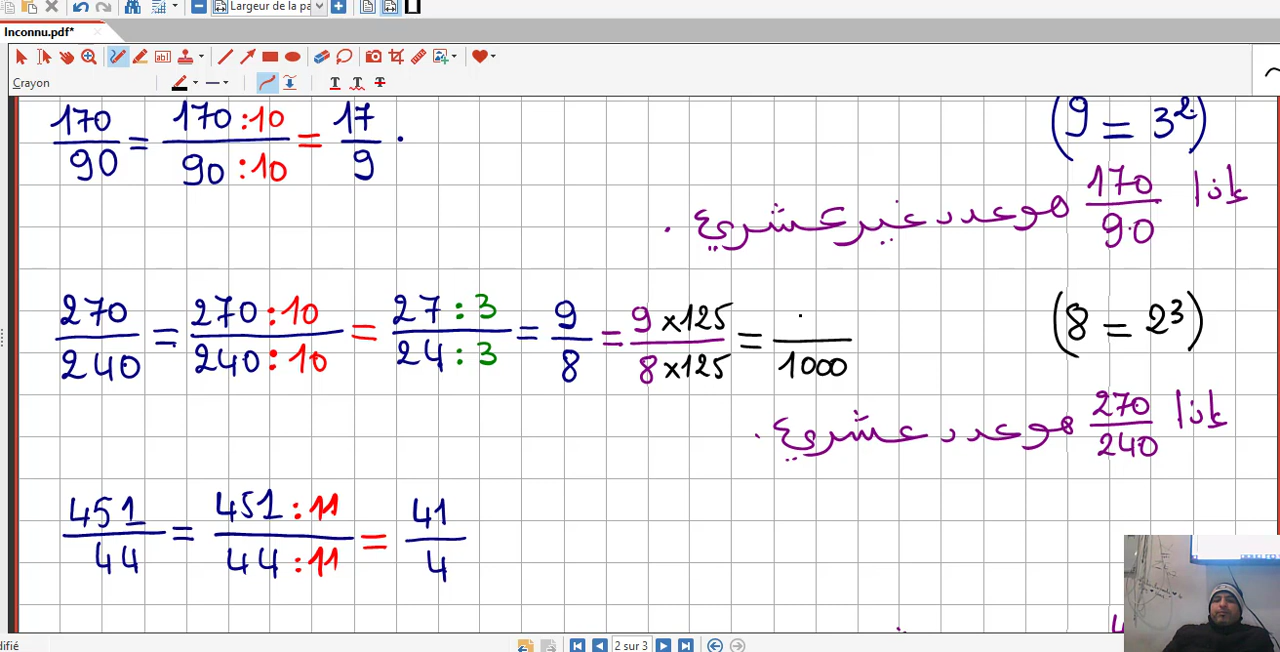 Largeur de la pa
Inconnu.pdf*
Crayon
170/90 = 170:10/90:10 = 17/9 . (9 = 3²)
إذا 170/90 هو عدد غير عشري .
270/240 = 270:10/240:10 = 27:3/24:3 = 9/8 = 9×125/8×125 = /1000 (8 = 2³)
إذا 270/240 هو عدد عشري .
451/44 = 451:11/44:11 = 41/4
difié 2 sur 3